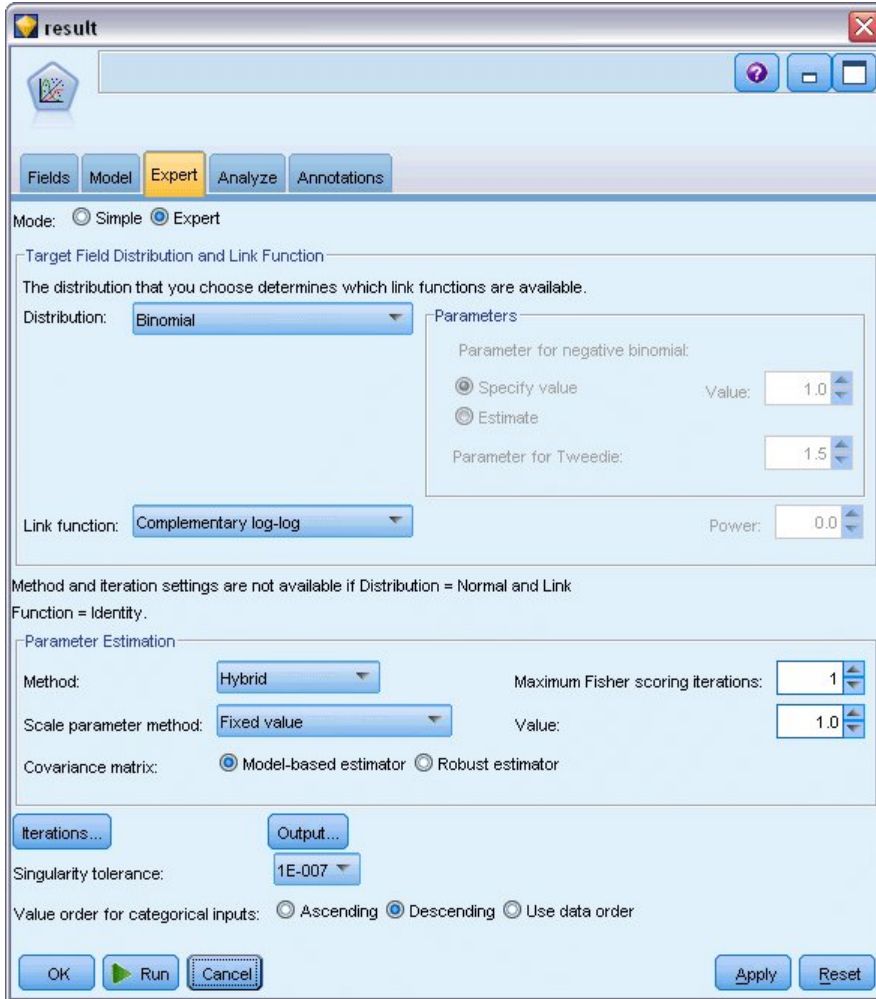 result
Fields Model Expert Analyze Annotations
Mode: Simple Expert
Target Field Distribution and Link Function
The distribution that you choose determines which link functions are available.
Distribution: Binomial
Parameters
Parameter for negative binomial:
Specify value Value: 1.0
Estimate
Parameter for Tweedie: 1.5
Link function: Complementary log-log Power: 0.0
Method and iteration settings are not available if Distribution = Normal and Link
Function = Identity.
Parameter Estimation
Method: Hybrid Maximum Fisher scoring iterations: 1
Scale parameter method: Fixed value Value: 1.0
Covariance matrix: Model-based estimator Robust estimator
Iterations... Output...
Singularity tolerance: 1E-007
Value order for categorical inputs: Ascending Descending Use data order
OK Run Cancel Apply Reset